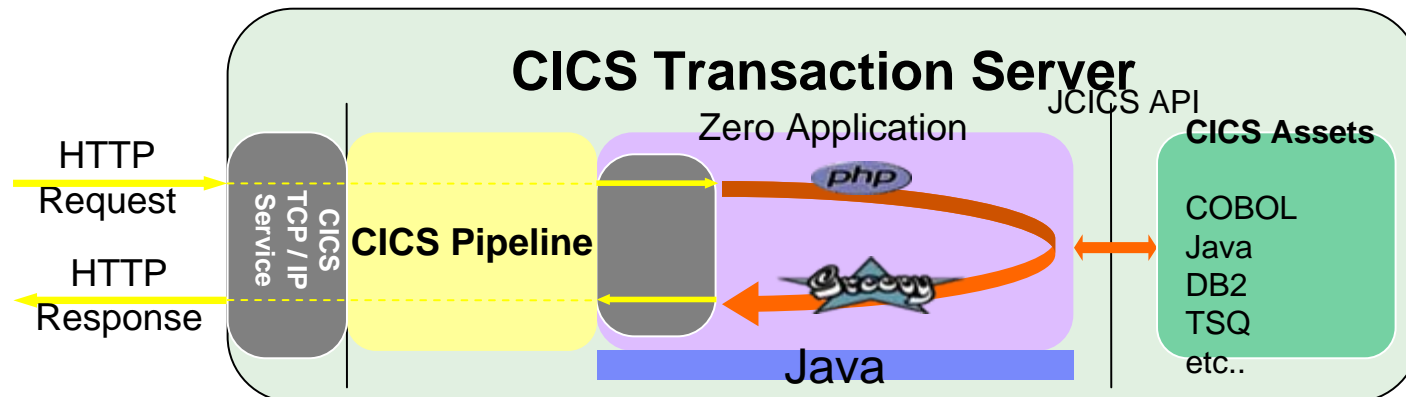 CICS Transaction Server
JCICS API
Zero Application
CICS Assets
HTTP
Request
HTTP
Response
CICS
TCP / IP
Service
CICS Pipeline
php
Groovy
COBOL
Java
DB2
TSQ
etc..
Java